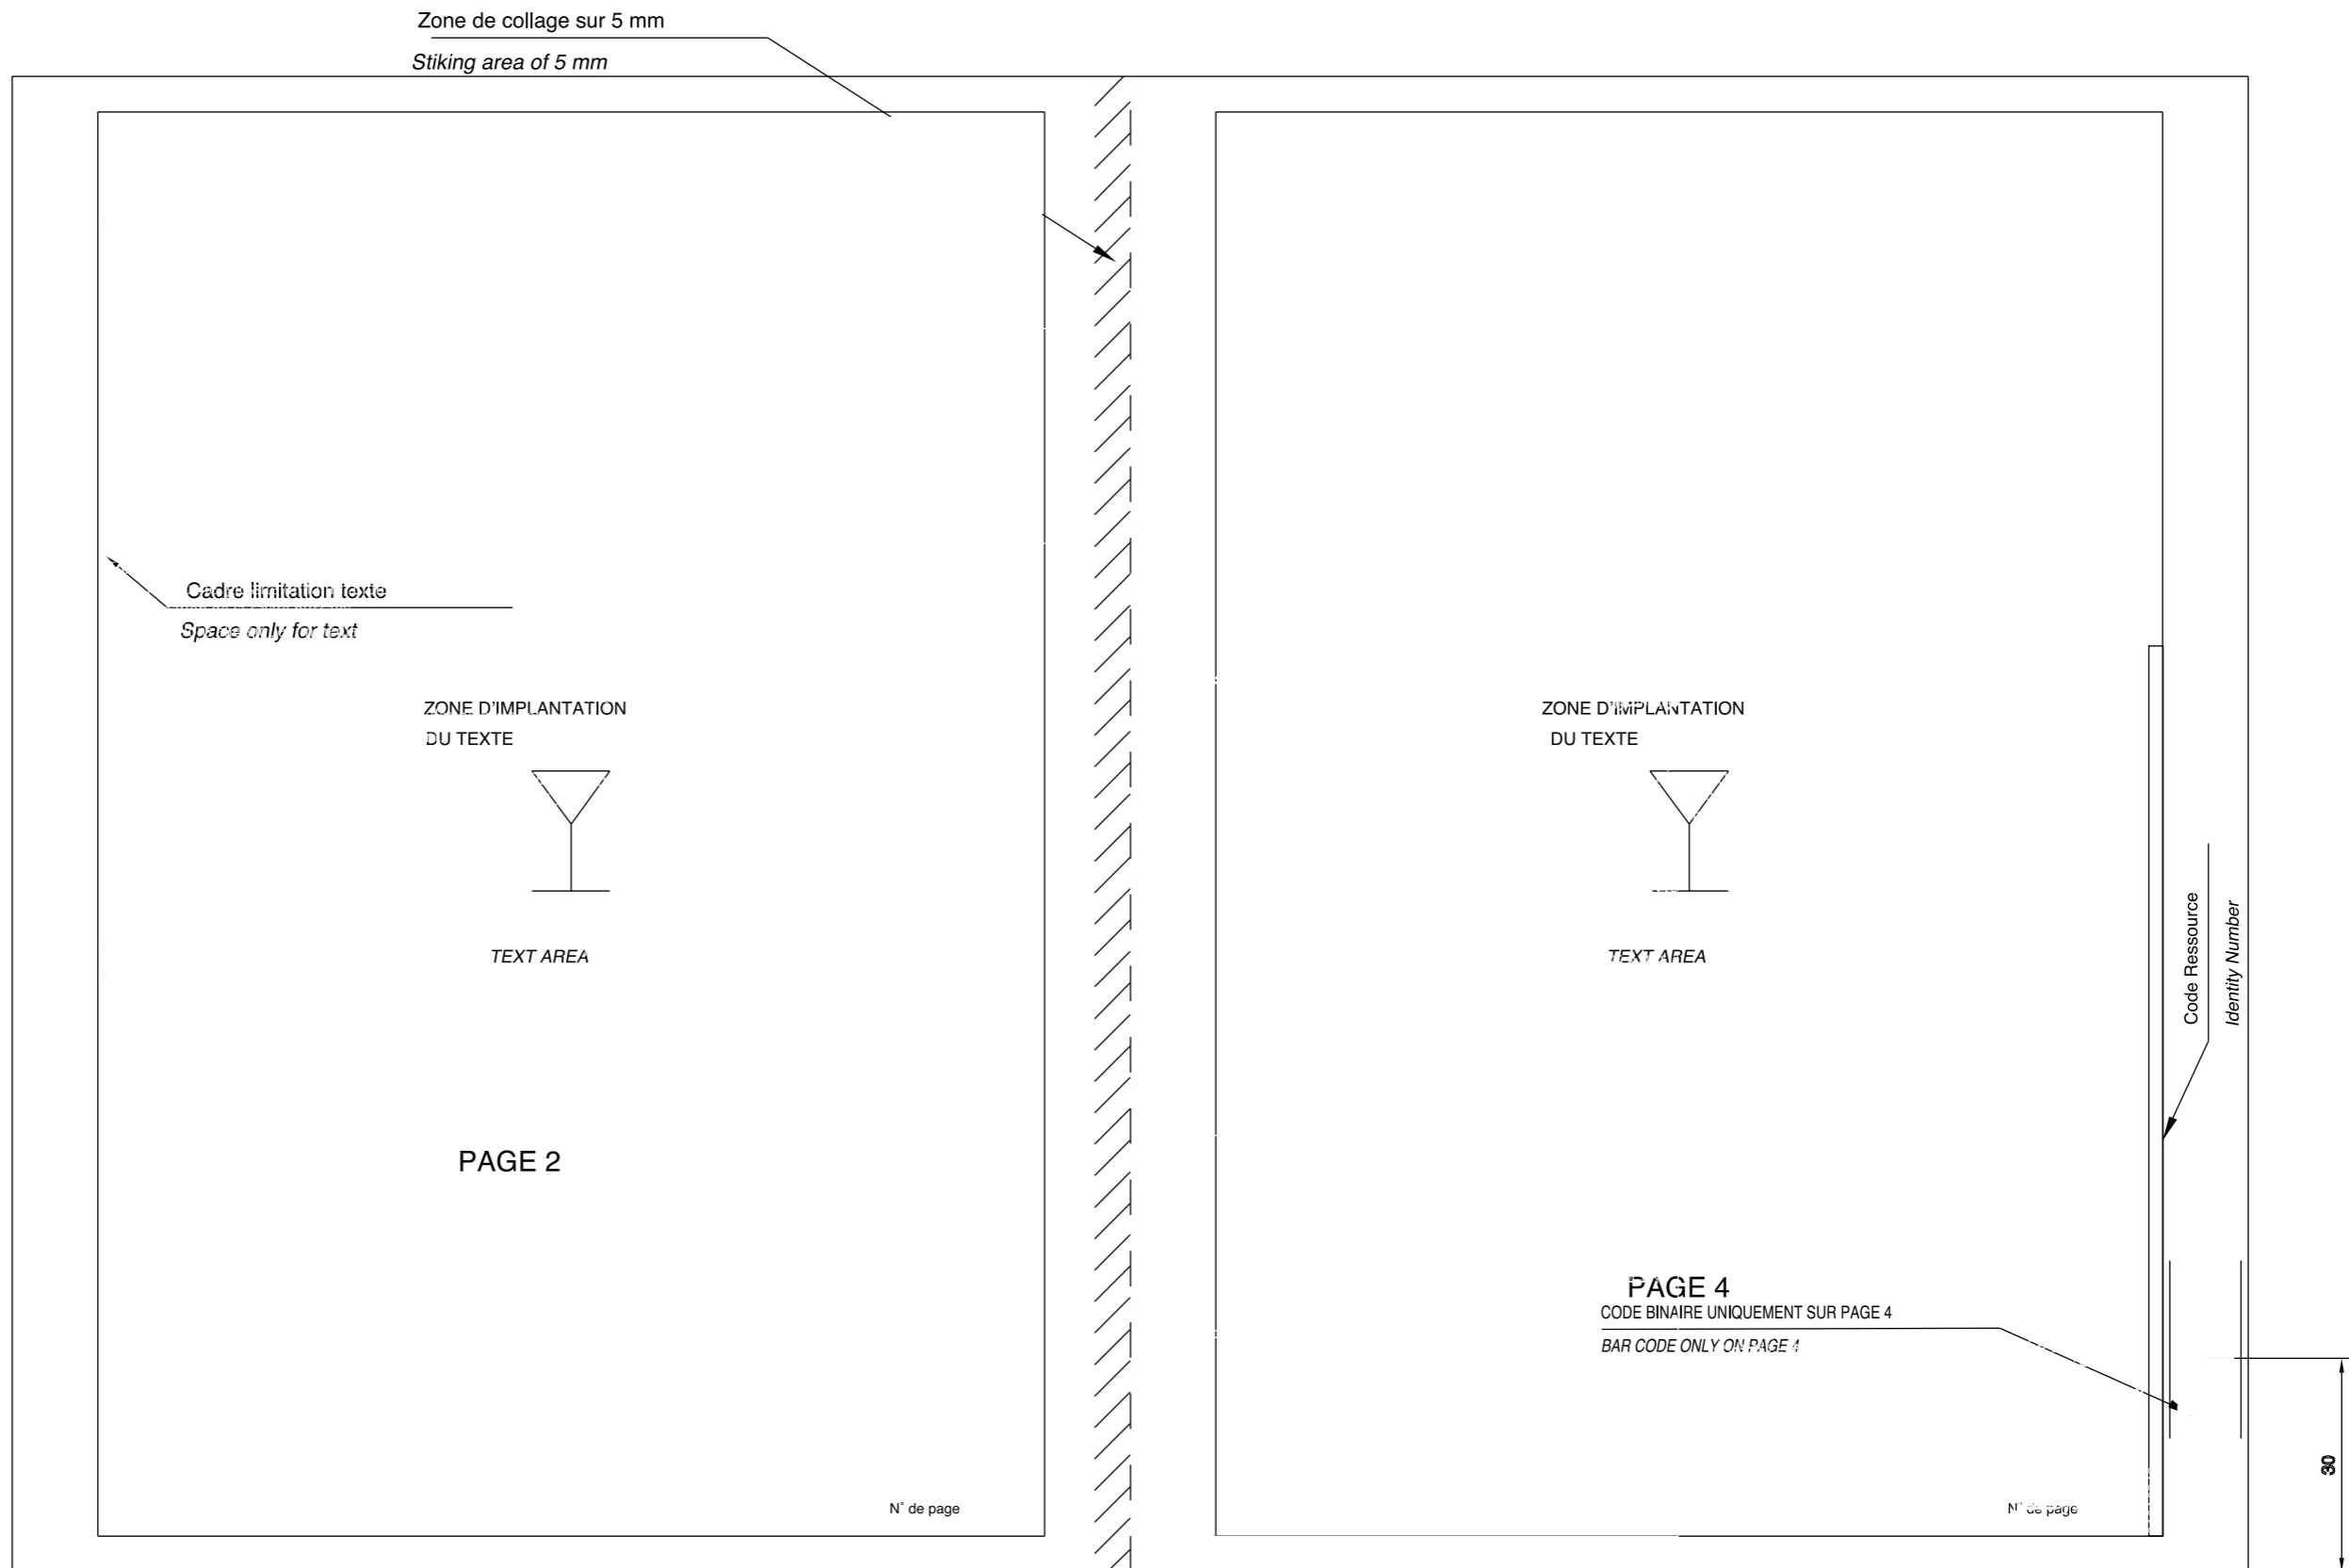 Zone de collage sur 5 mm
Stiking area of 5 mm
Cadre limitation texte
Space only for text
ZONE D'IMPLANTATION
DU TEXTE
TEXT AREA
PAGE 2
N° de page
ZONE D'IMPLANTATION
DU TEXTE
TEXT AREA
Code Ressource
Identity Number
PAGE 4
CODE BINAIRE UNIQUEMENT SUR PAGE 4
BAR CODE ONLY ON PAGE 4
30
N° de page